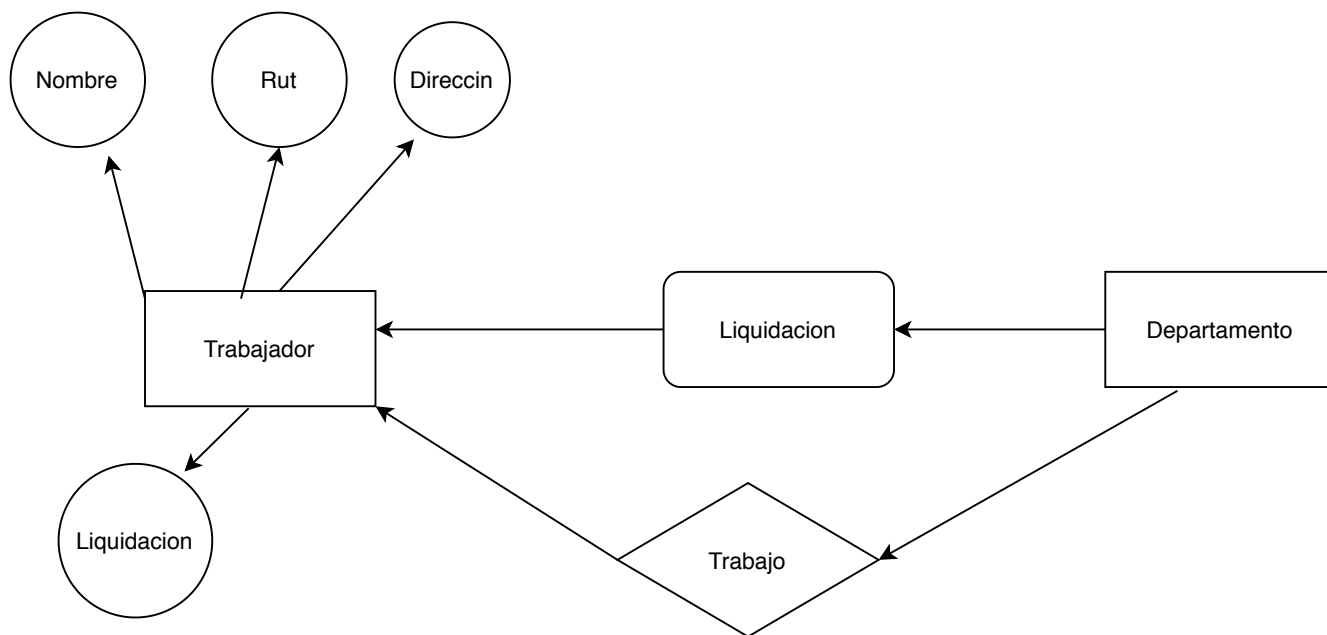 Nombre
Rut
Direccin
Trabajador
Liquidacion
Departamento
Liquidacion
Trabajo